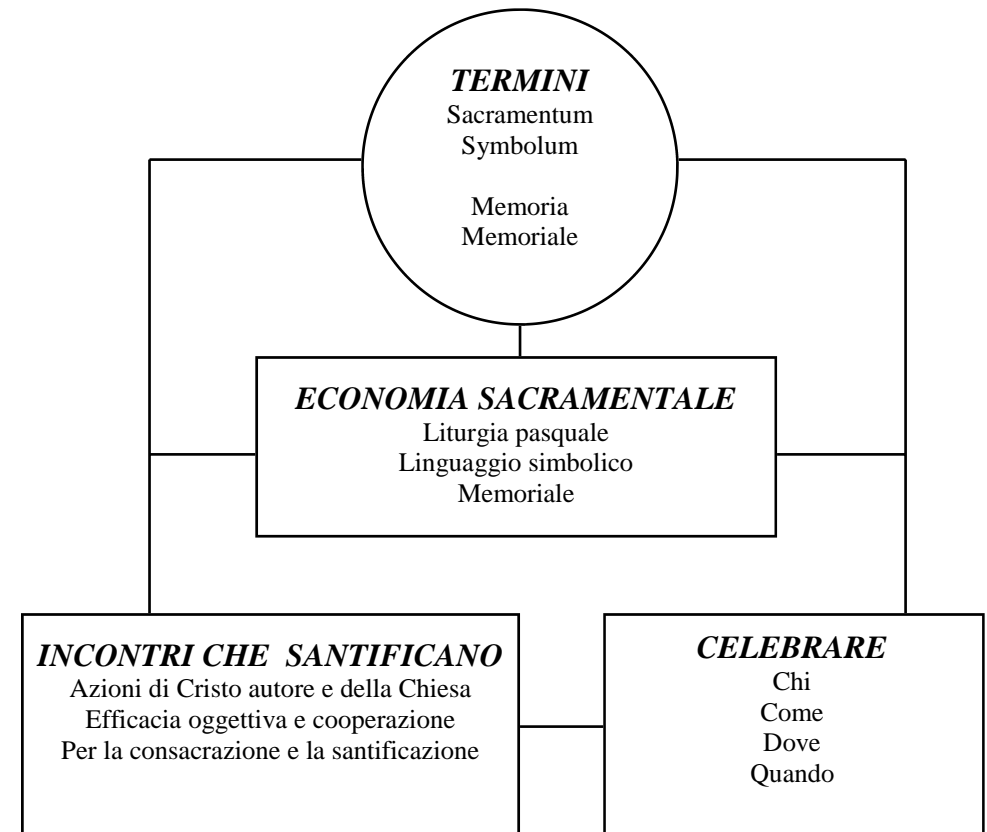 TERMINI
Sacramentum
Symbolum
Memoria
Memoriale
ECONOMIA SACRAMENTALE
Liturgia pasquale
Linguaggio simbolico
Memoriale
INCONTRI CHE SANTIFICANO
Azioni di Cristo autore e della Chiesa
Efficacia oggettiva e cooperazione
Per la consacrazione e la santificazione
CELEBRARE
Chi
Come
Dove
Quando